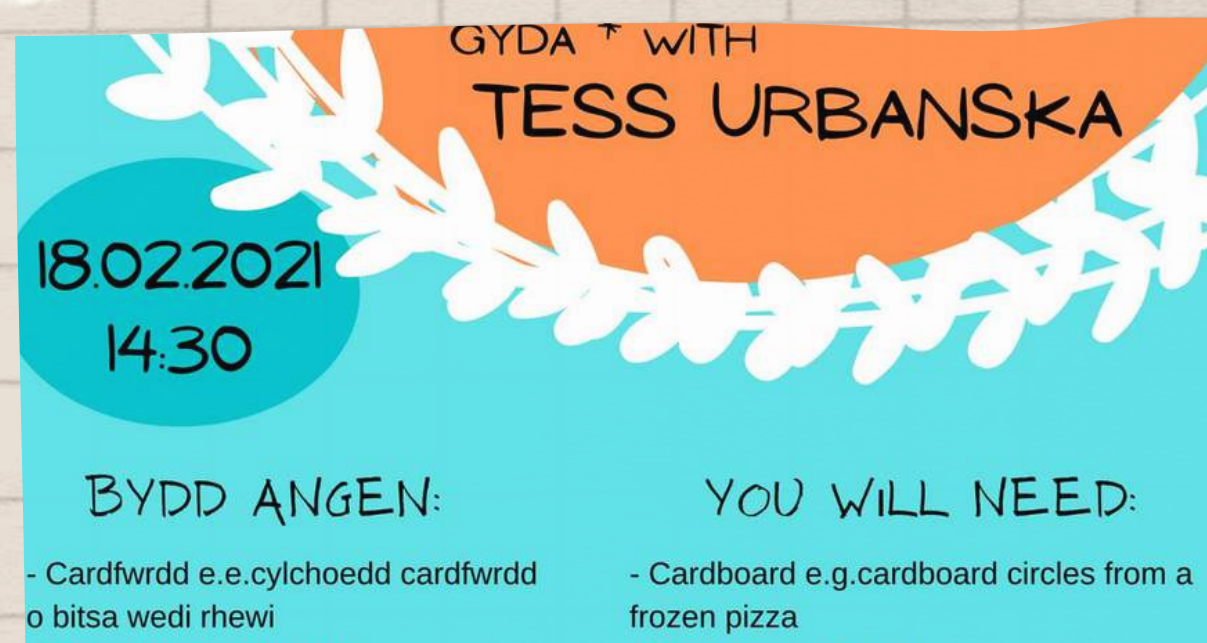 GYDA * WITH
TESS URBANSKA
18.02.2021
14:30
BYDD ANGEN:
- Cardfwrdd e.e.cylchoedd cardfwrdd
o bitsa wedi rhewi
YOU WILL NEED:
- Cardboard e.g.cardboard circles from a
frozen pizza